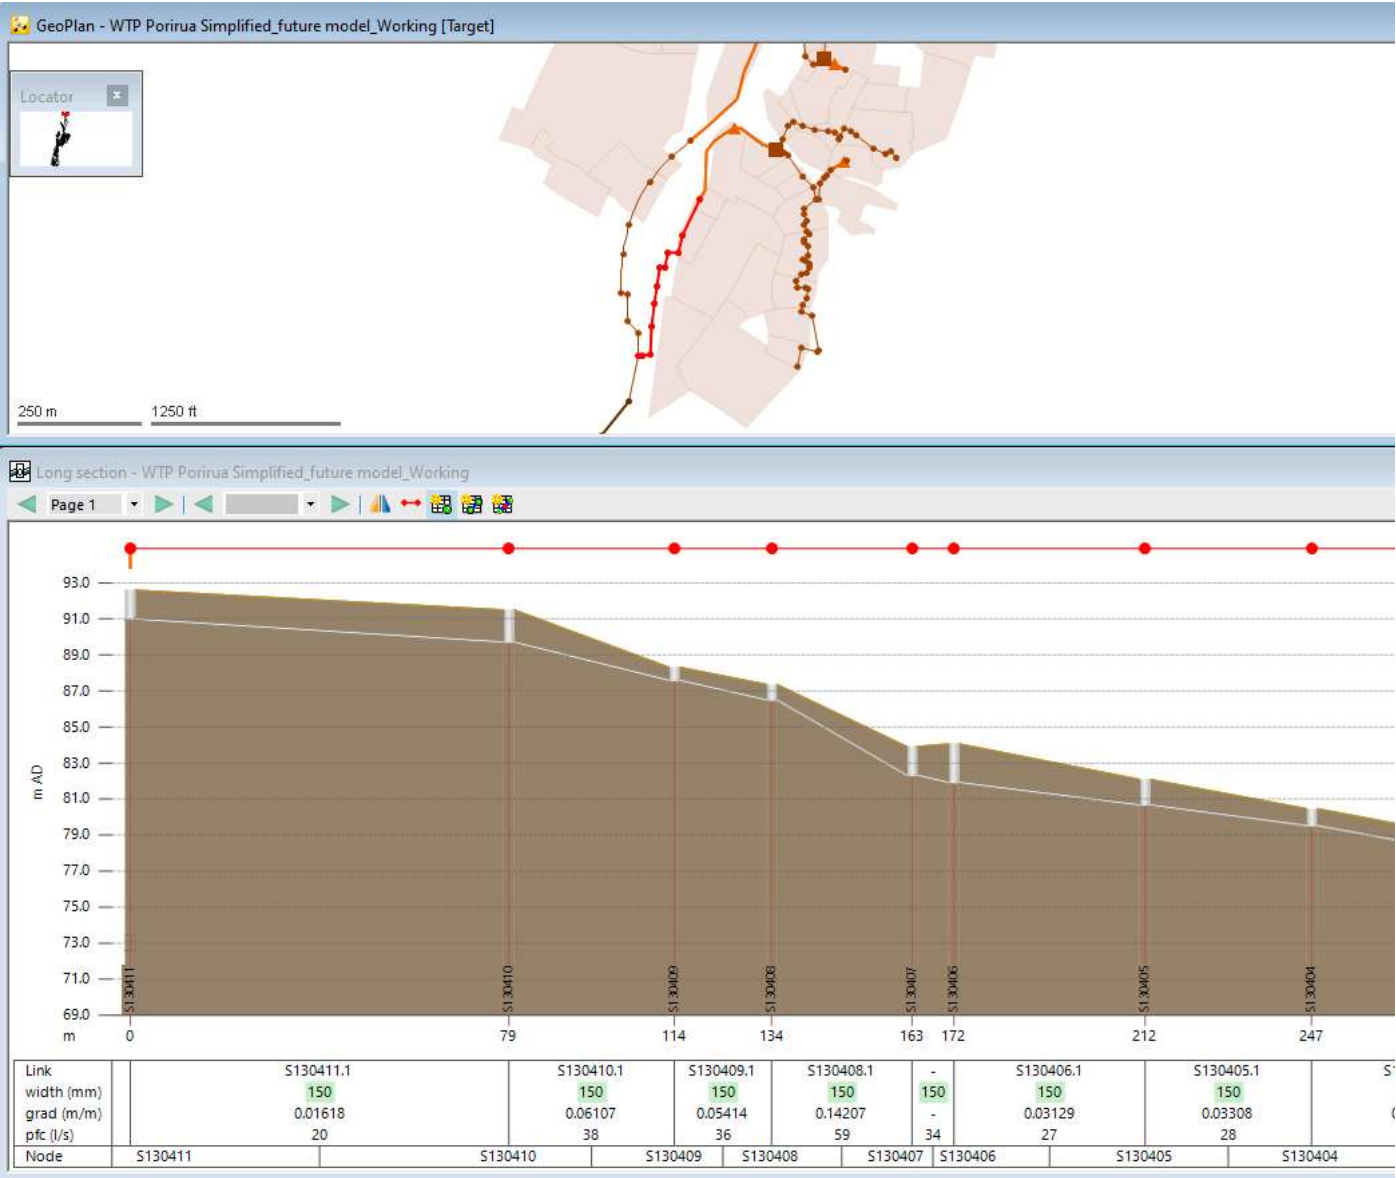 GeoPlan - WTP Porirua Simplified_future model_Working [Target]
Locator x
250 m 1250 ft
Long section - WTP Porirua Simplified_future model_Working
Page 1
93.0
91.0
89.0
87.0
85.0
83.0
m AD
81.0
79.0
77.0
75.0
73.0
71.0
69.0
S130411 S130410 S130409 S130408 S130407 S130406 S130405 S130404
m 0 79 114 134 163 172 212 247
Link S130411.1 S130410.1 S130409.1 S130408.1 - S130406.1 S130405.1
width (mm) 150 150 150 150 150 150 150
grad (m/m) 0.01618 0.06107 0.05414 0.14207 - 0.03129 0.03308
pfc (l/s) 20 38 36 59 34 27 28
Node S130411 S130410 S130409 S130408 S130407 S130406 S130405 S130404